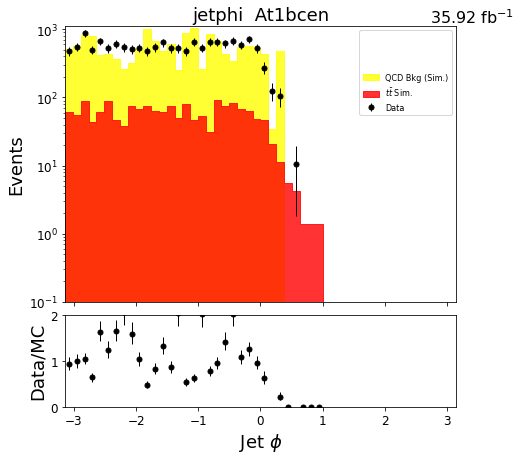 jetphi At1bcen
35.92 fb⁻¹
10³
10²
10¹
10⁰
10⁻¹
Events
QCD Bkg (Sim.)
tt̄ Sim.
Data
2
1
0
Data/MC
−3 −2 −1 0 1 2 3
Jet ϕ